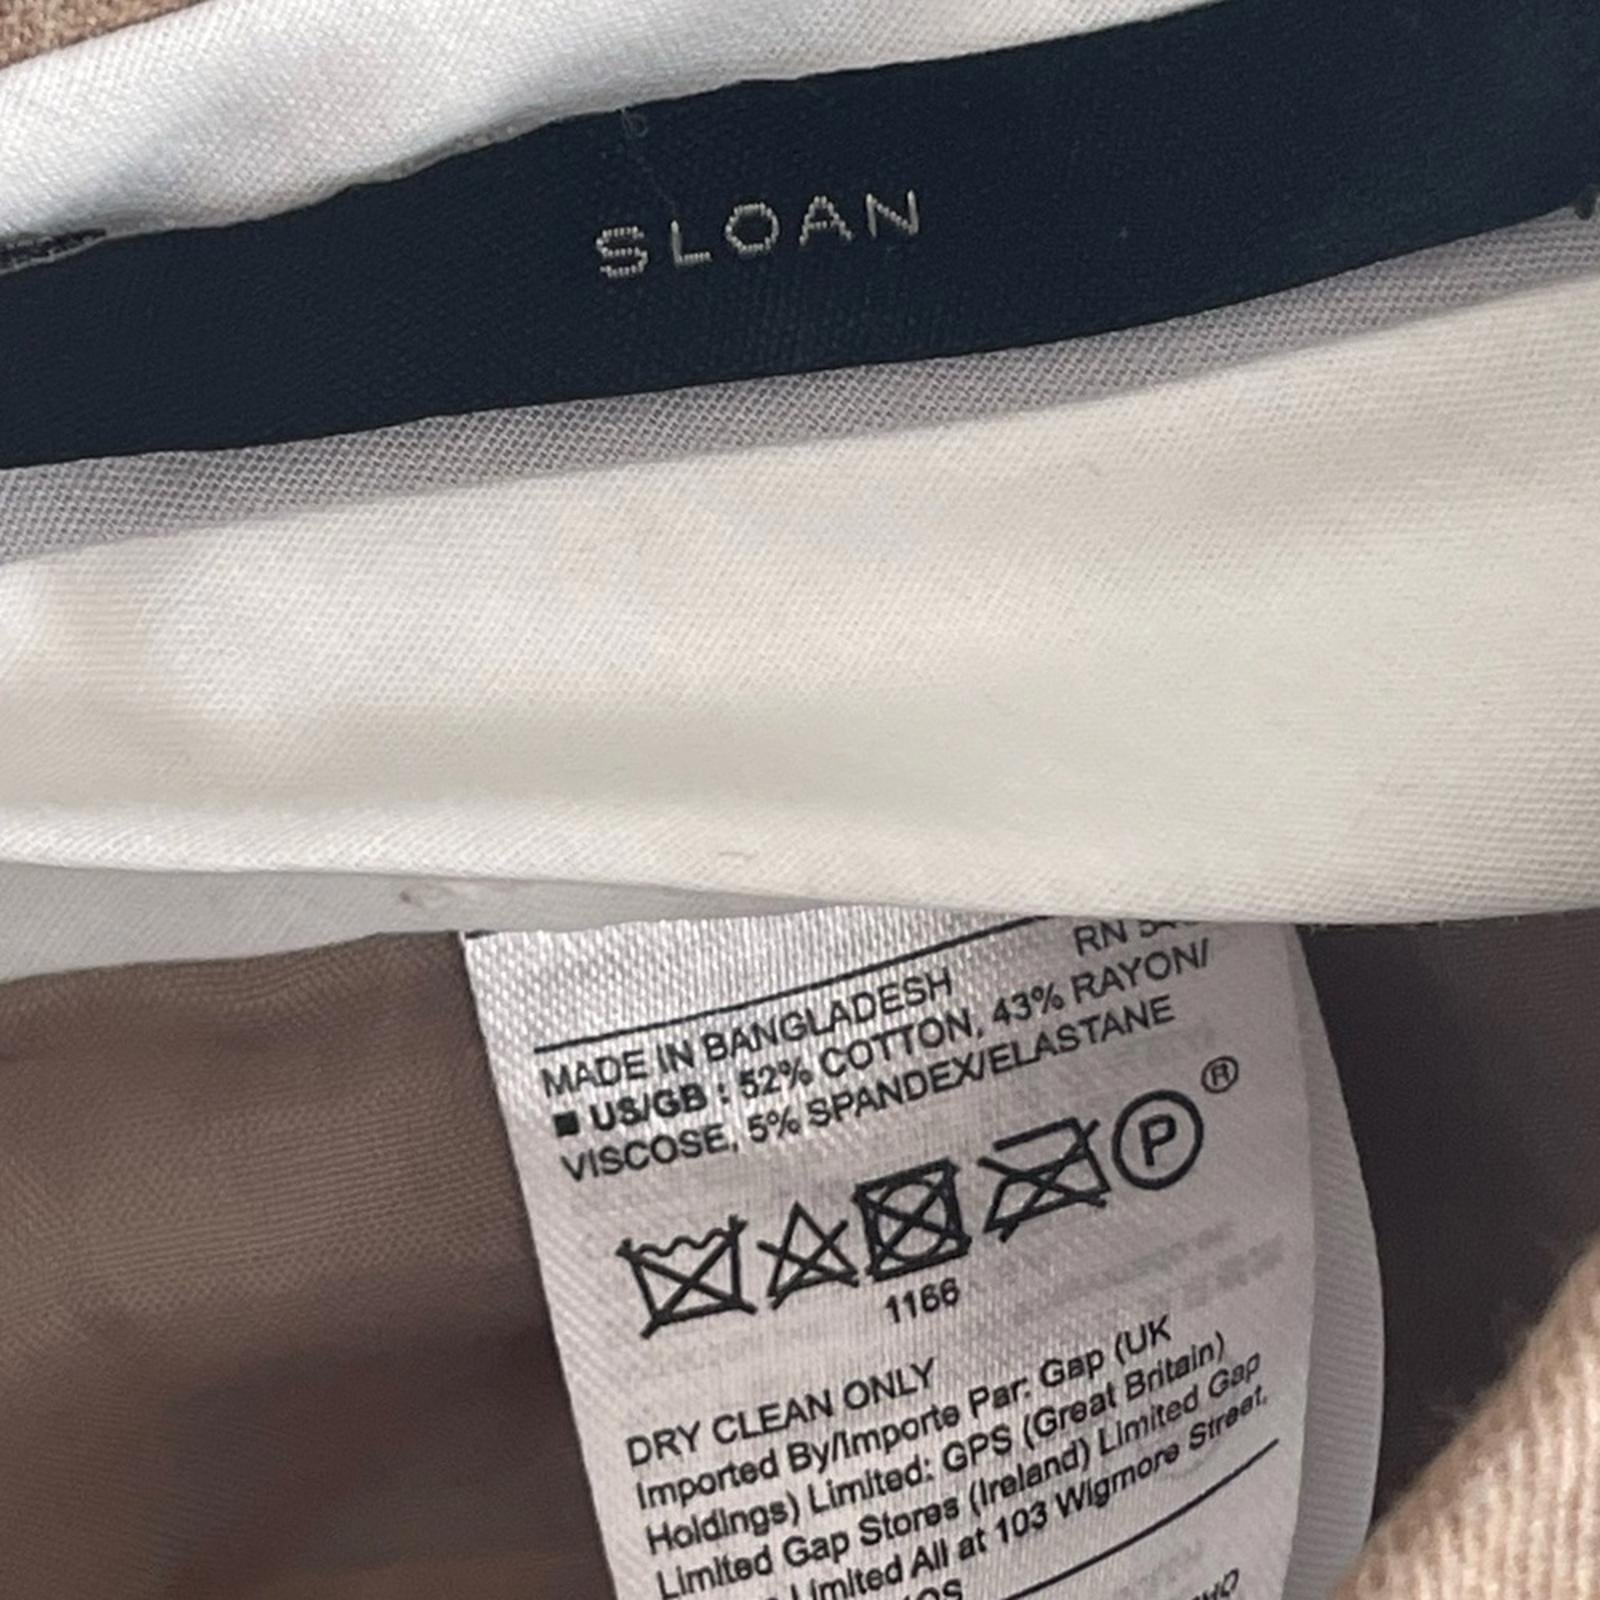 SLOAN
RN
MADE IN BANGLADESH
■ US/GB : 52% COTTON, 43% RAYON/
VISCOSE, 5% SPANDEX/ELASTANE
P ®
1166
DRY CLEAN ONLY
Imported By/Importe Par: Gap (UK
Holdings) Limited: GPS (Great Britain)
Limited Gap Stores (Ireland) Limited Gap
Limited All at 103 Wigmore Street,